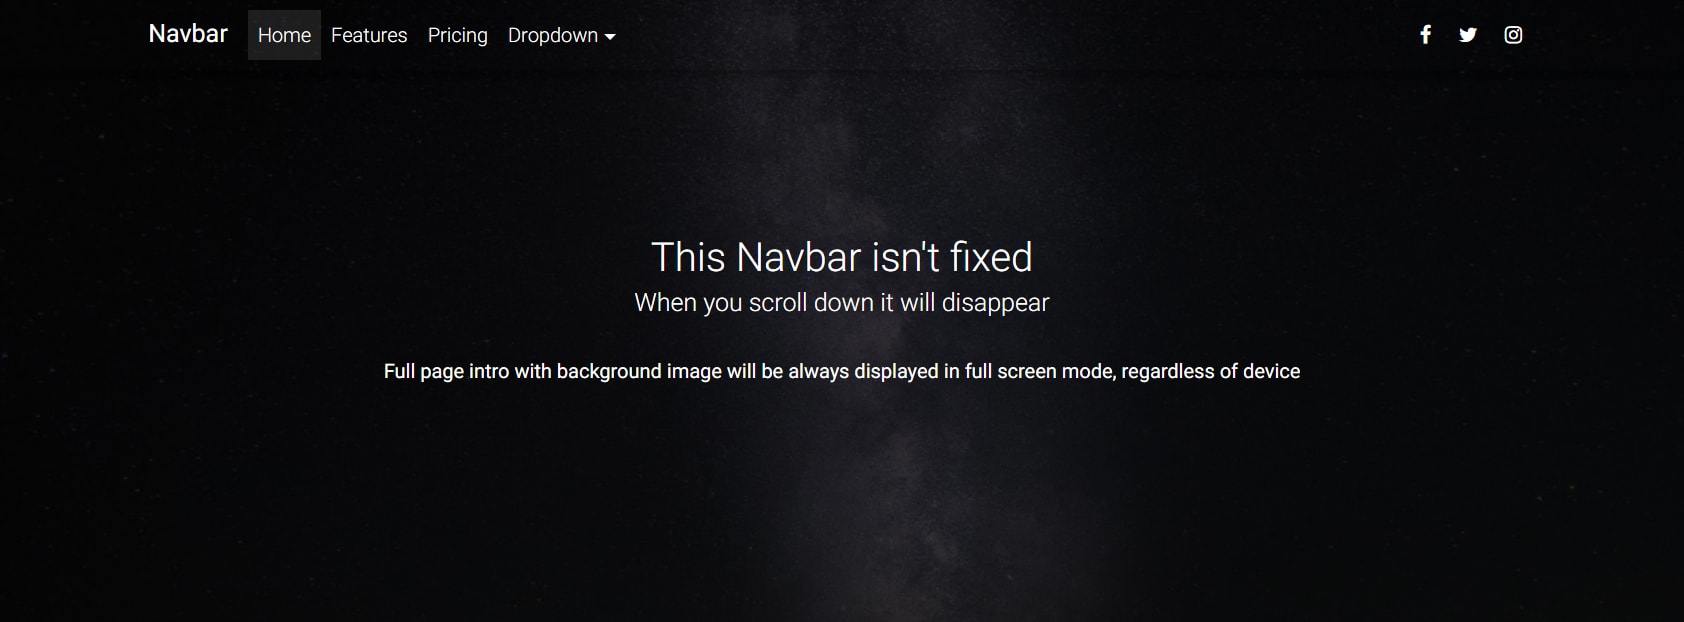 Navbar Home Features Pricing Dropdown
This Navbar isn't fixed
When you scroll down it will disappear
Full page intro with background image will be always displayed in full screen mode, regardless of device